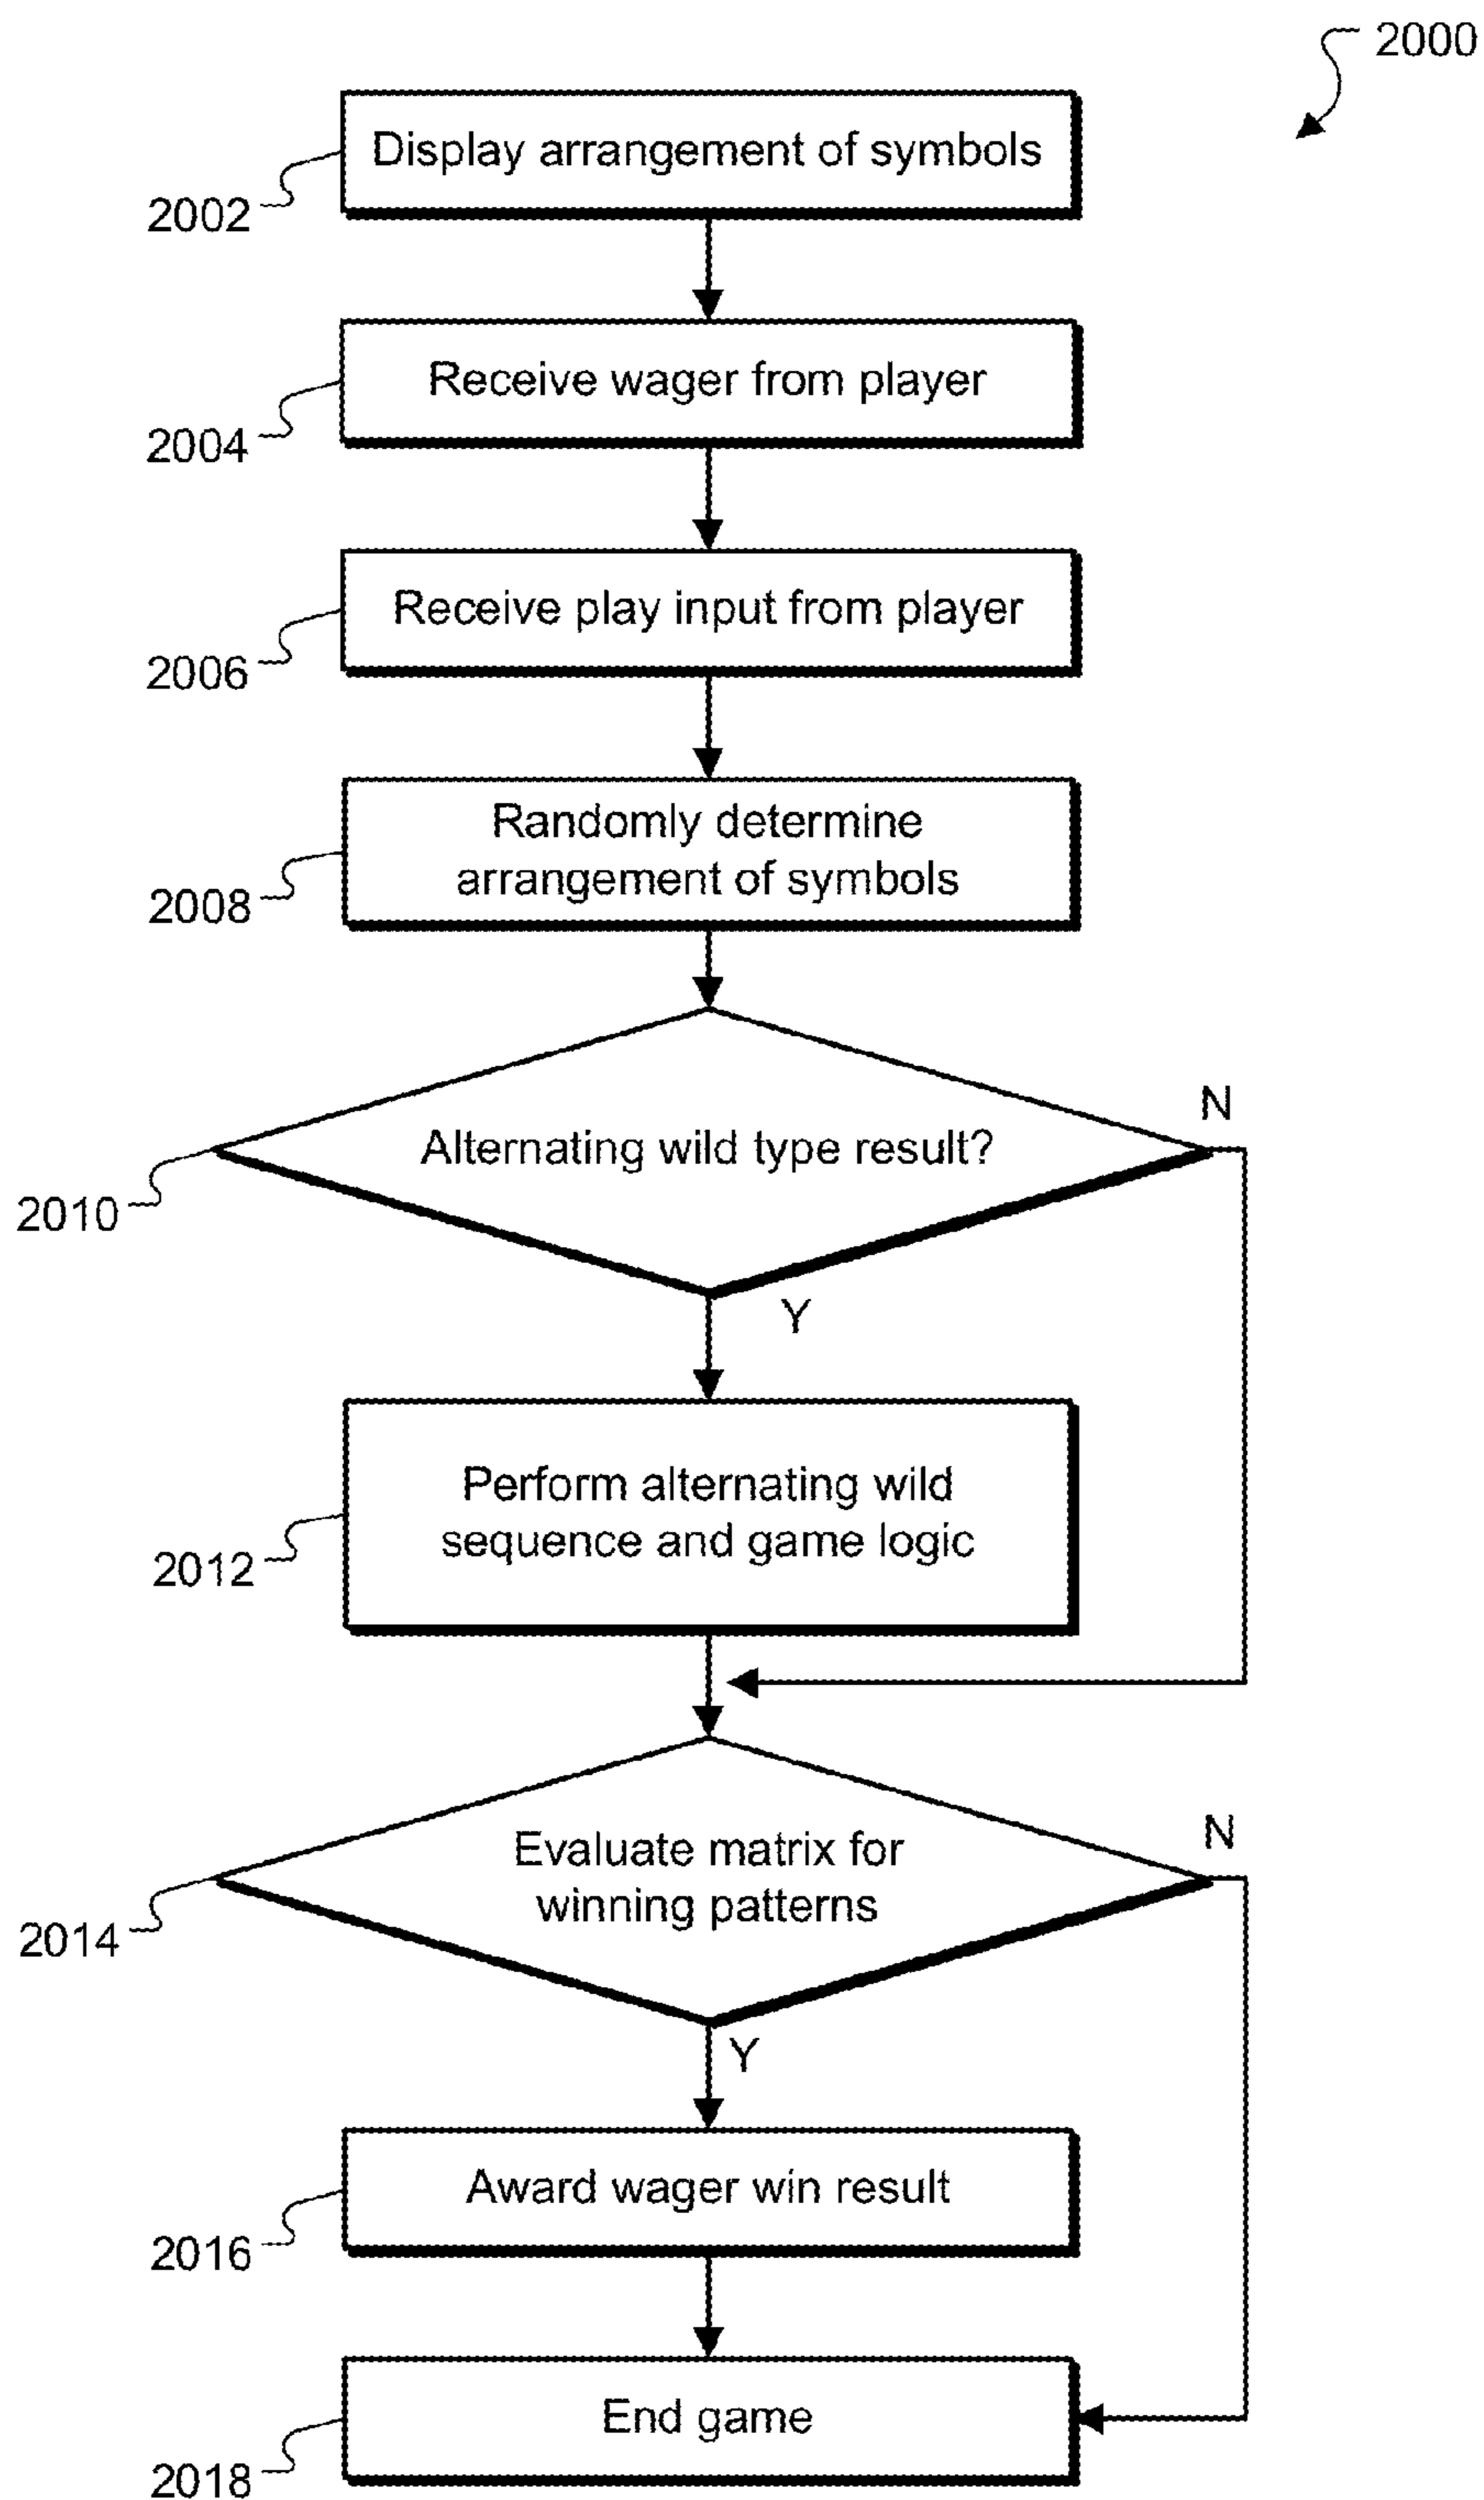 2000
Display arrangement of symbols
2002
Receive wager from player
2004
Receive play input from player
2006
Randomly determine
arrangement of symbols
2008
N
Alternating wild type result?
2010
Y
Perform alternating wild
sequence and game logic
2012
N
Evaluate matrix for
winning patterns
2014
Y
Award wager win result
2016
End game
2018